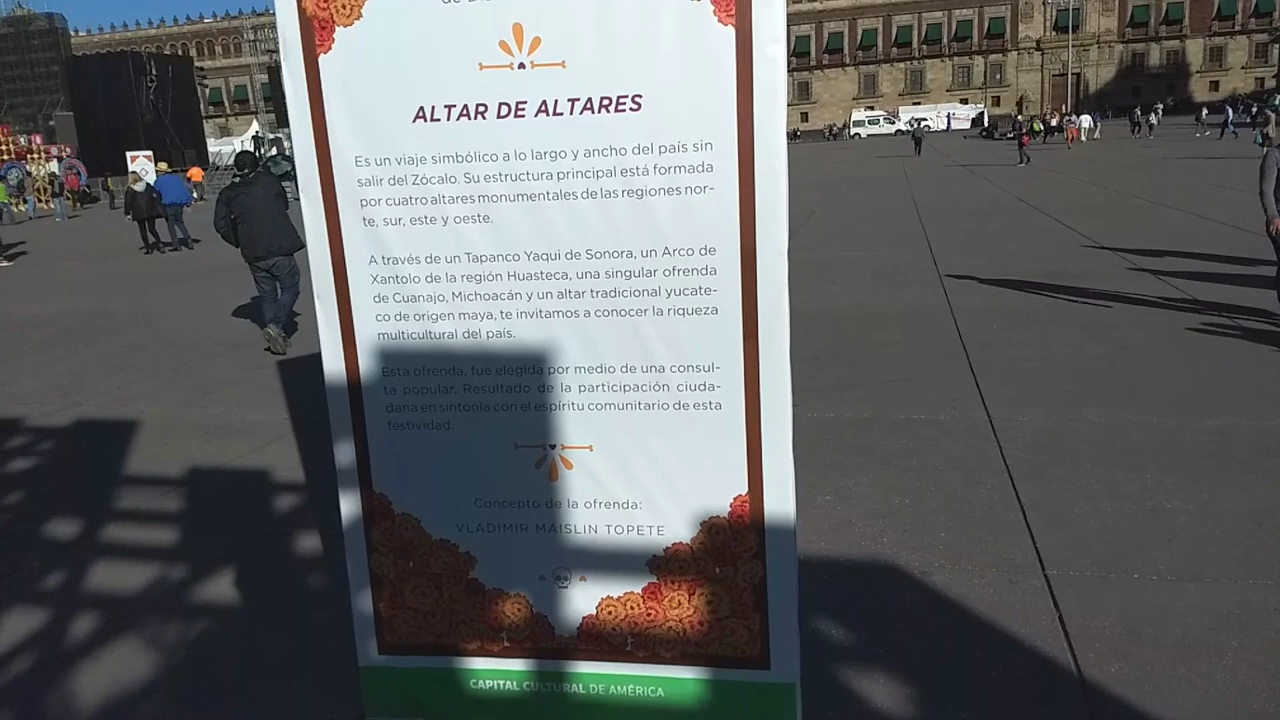 ALTAR DE ALTARES
Es un viaje simbólico a lo largo y ancho del país sin
salir del Zócalo. Su estructura principal está formada
por cuatro altares monumentales de las regiones nor-
te, sur, este y oeste.
A través de un Tapanco Yaqui de Sonora, un Arco de
Xantolo de la región Huasteca, una singular ofrenda
de Cuanajo, Michoacán y un altar tradicional yucate-
co de origen maya, te invitamos a conocer la riqueza
multicultural del país.
Esta ofrenda, fue elegida por medio de una consul-
ta popular. Resultado de la participación ciuda-
dana en sintonía con el espíritu comunitario de esta
festividad.
Concepto de la ofrenda:
VLADIMIR MAISLIN TOPETE
CAPITAL CULTURAL DE AMÉRICA